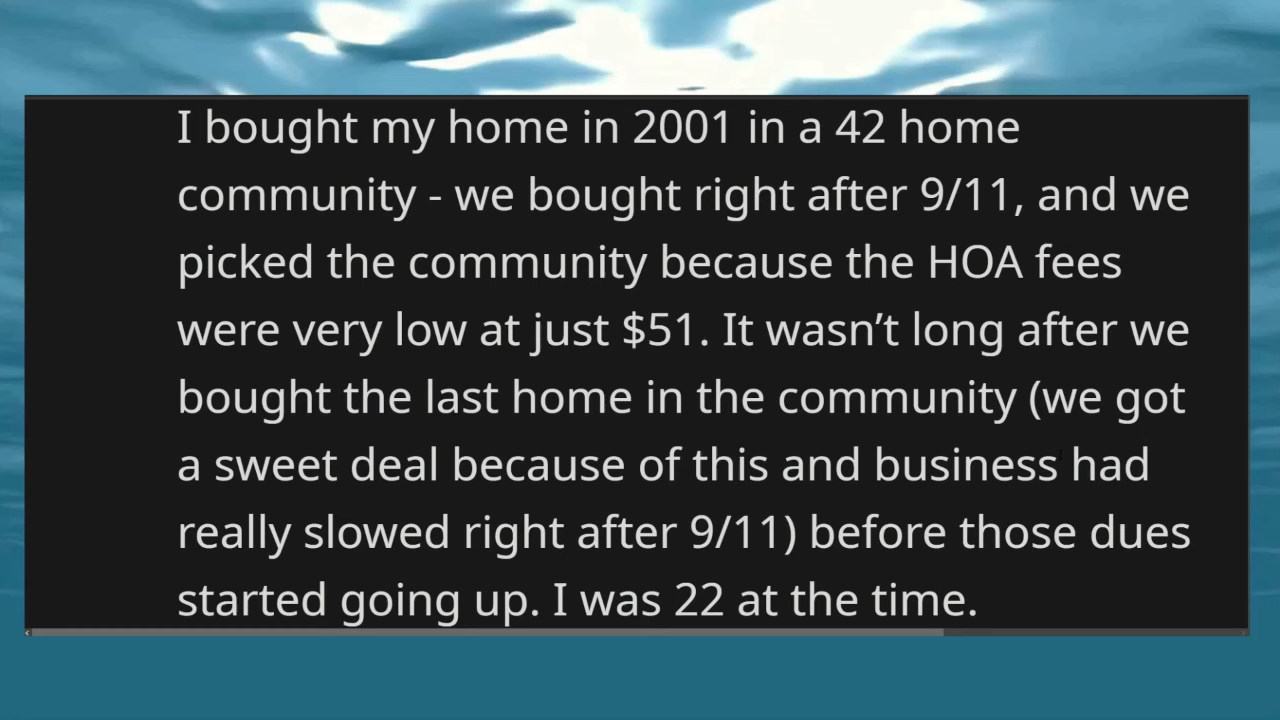 I bought my home in 2001 in a 42 home
community - we bought right after 9/11, and we
picked the community because the HOA fees
were very low at just $51. It wasn’t long after we
bought the last home in the community (we got
a sweet deal because of this and business had
really slowed right after 9/11) before those dues
started going up. I was 22 at the time.